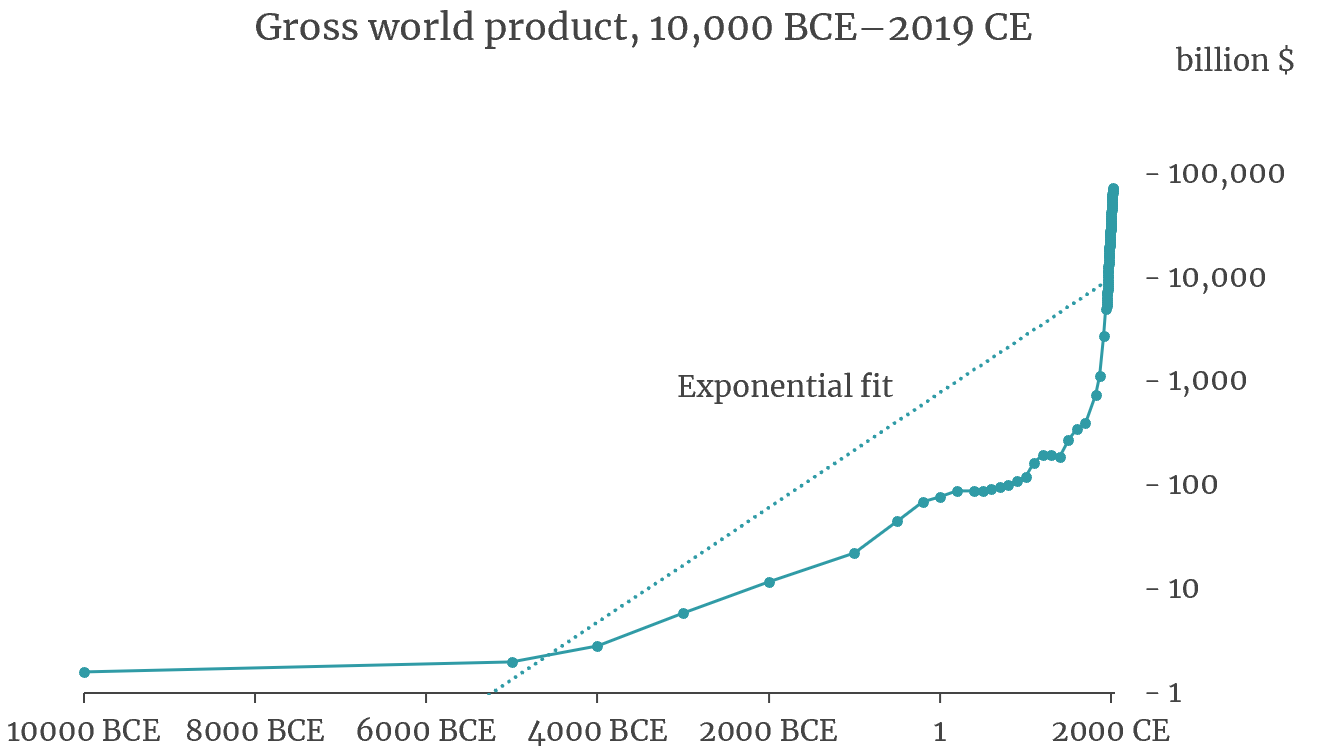 Gross world product, 10,000 BCE–2019 CE
billion $
– 100,000
– 10,000
– 1,000
– 100
– 10
– 1
Exponential fit
10000 BCE 8000 BCE 6000 BCE 4000 BCE 2000 BCE 1 2000 CE